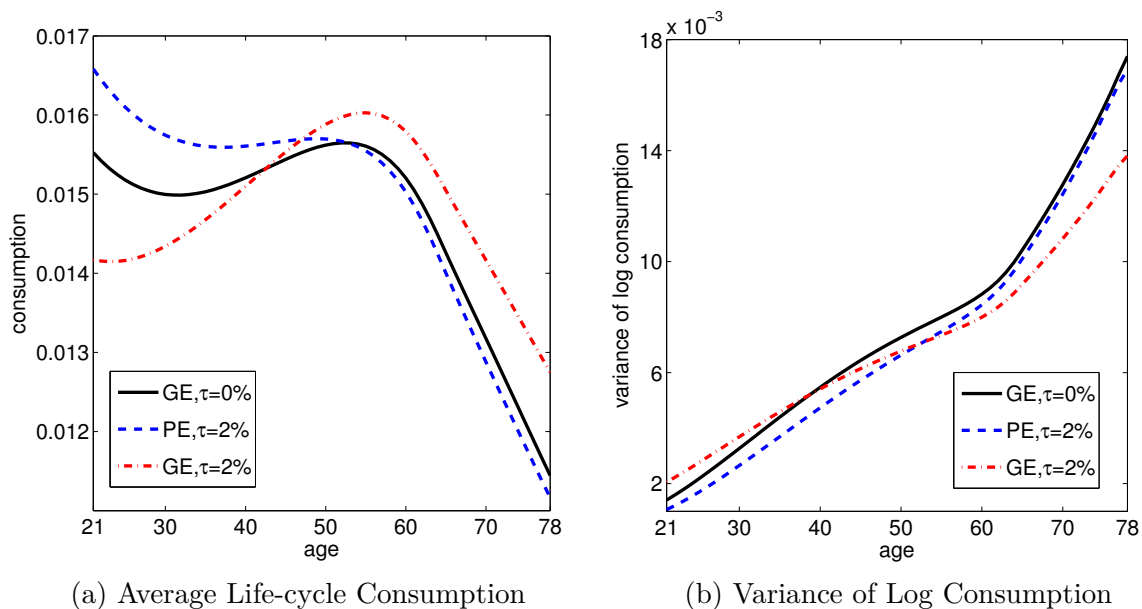 0.017
0.016
0.015
0.014
0.013
0.012
consumption
21 30 40 50 60 70 78
age
GE,τ=0%
PE,τ=2%
GE,τ=2%
(a) Average Life-cycle Consumption
x 10⁻³
18
14
10
6
2
variance of log consumption
21 30 40 50 60 70 78
age
GE,τ=0%
PE,τ=2%
GE,τ=2%
(b) Variance of Log Consumption